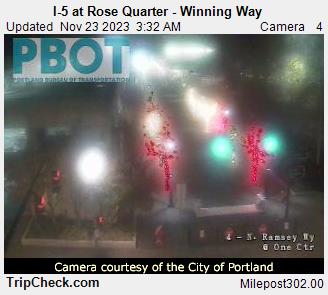 I-5 at Rose Quarter - Winning Way
Updated Nov 23 2023 3:32 AM Camera 4
PBOT
PORTLAND BUREAU OF TRANSPORTATION
4 - N. Ramsey Wy
@ One Ctr
Camera courtesy of the City of Portland
TripCheck.com Milepost302.00